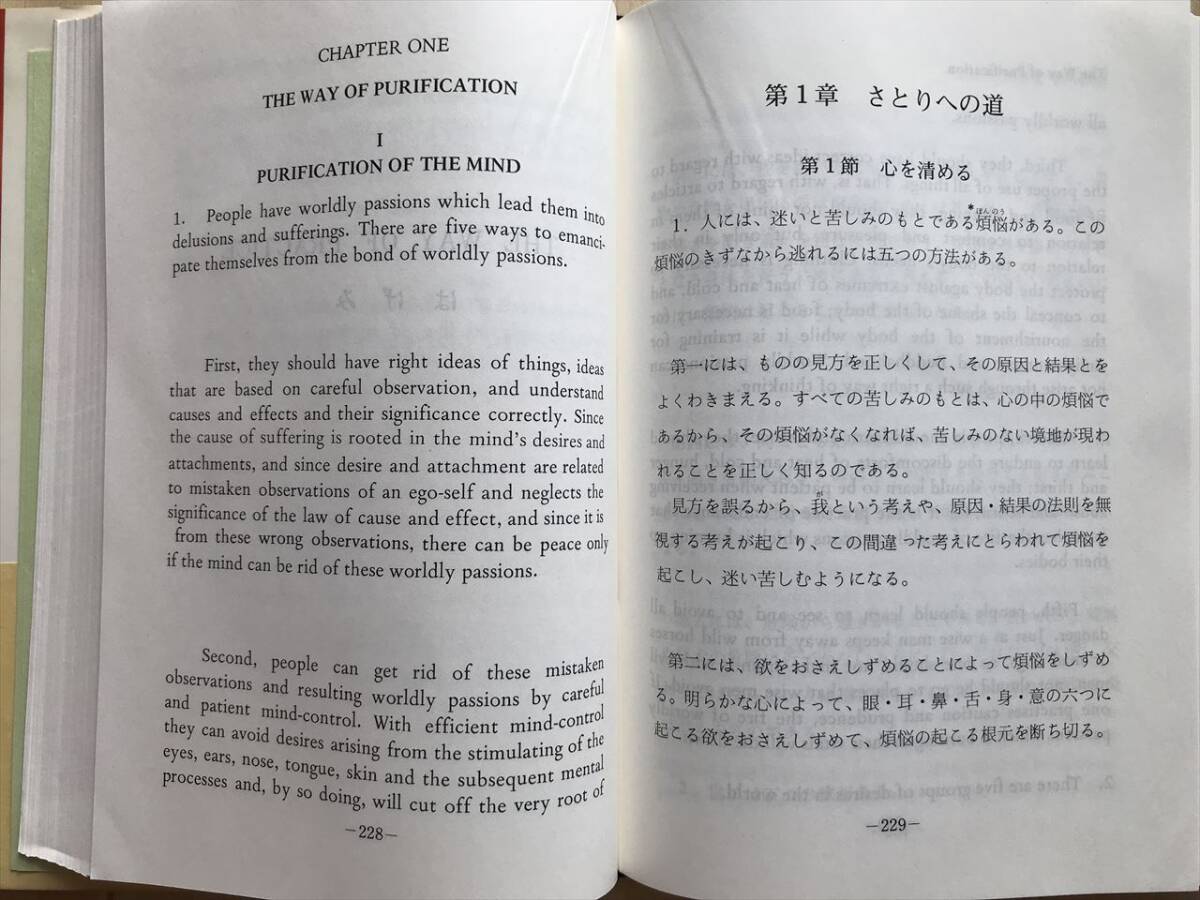 CHAPTER ONE
THE WAY OF PURIFICATION
I
PURIFICATION OF THE MIND
1. People have worldly passions which lead them into
delusions and sufferings. There are five ways to emanci-
pate themselves from the bond of worldly passions.
First, they should have right ideas of things, ideas
that are based on careful observation, and understand
causes and effects and their significance correctly. Since
the cause of suffering is rooted in the mind's desires and
attachments, and since desire and attachment are related
to mistaken observations of an ego-self and neglects the
significance of the law of cause and effect, and since it is
from these wrong observations, there can be peace only
if the mind can be rid of these worldly passions.
Second, people can get rid of these mistaken
observations and resulting worldly passions by careful
and patient mind-control. With efficient mind-control
they can avoid desires arising from the stimulating of the
eyes, ears, nose, tongue, skin and the subsequent mental
processes and, by so doing, will cut off the very root of
—228—
第1章 さとりへの道
第1節 心を清める
1. 人には、迷いと苦しみのもとである*煩悩がある。この
煩悩のきずなから逃れるには五つの方法がある。
第一には、ものの見方を正しくして、その原因と結果とを
よくわきまえる。すべての苦しみのもとは、心の中の煩悩で
あるから、その煩悩がなくなれば、苦しみのない境地が現わ
れることを正しく知るのである。
見方を誤るから、我という考えや、原因・結果の法則を無
視する考えが起こり、この間違った考えにとらわれて煩悩を
起こし、迷い苦しむようになる。
第二には、欲をおさえしずめることによって煩悩をしずめ
る。明らかな心によって、眼・耳・鼻・舌・身・意の六つに
起こる欲をおさえしずめて、煩悩の起こる根元を断ち切る。
—229—